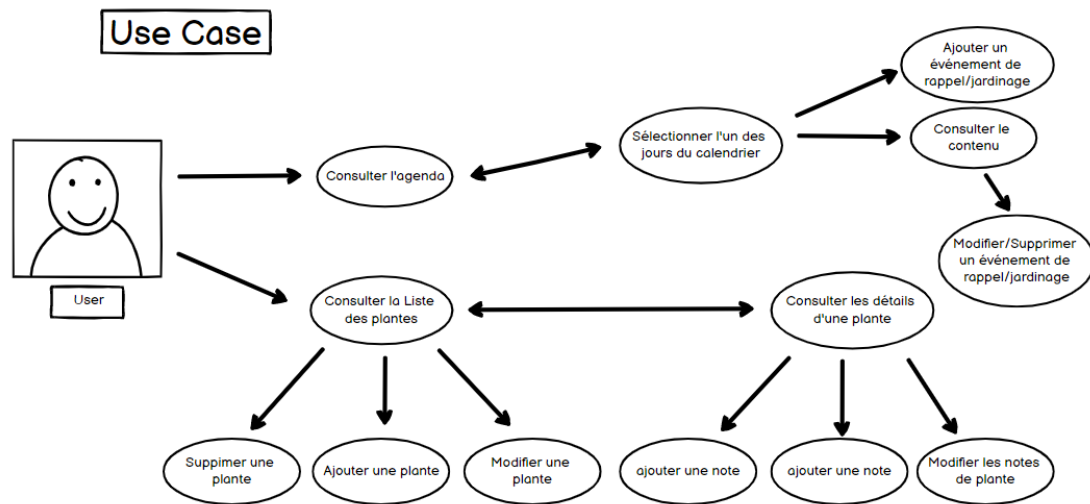 Use Case
Ajouter un
événement de
rappel/jardinage
Sélectionner l'un des
jours du calendrier
Consulter le
contenu
Consulter l'agenda
Modifier/Supprimer
un événement de
rappel/jardinage
User
Consulter la Liste
des plantes
Consulter les détails
d'une plante
Suppimer une
plante
Ajouter une plante
Modifier une
plante
ajouter une note
ajouter une note
Modifier les notes
de plante